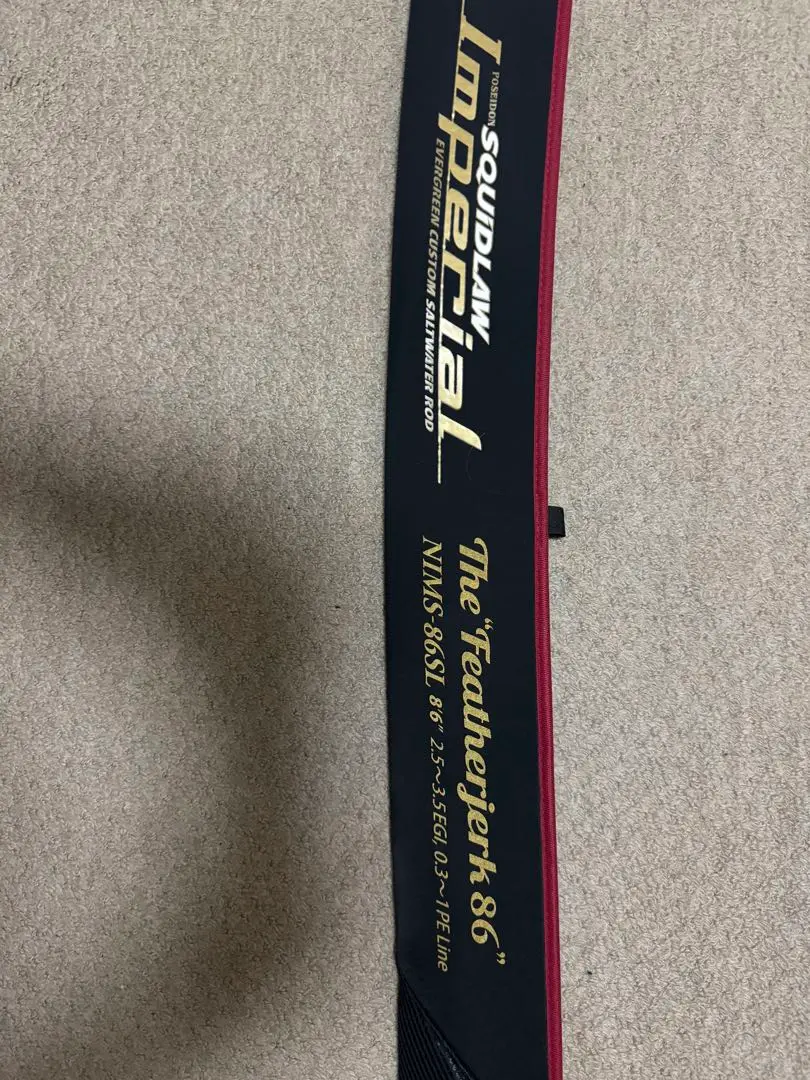 POSEIDON SQUIDLAW
Imperial
EVERGREEN CUSTOM SALTWATER ROD
The "Featherjerk 86"
NIMS-86SL 8'6" 2.5~3.5EGI, 0.3~1PE Line